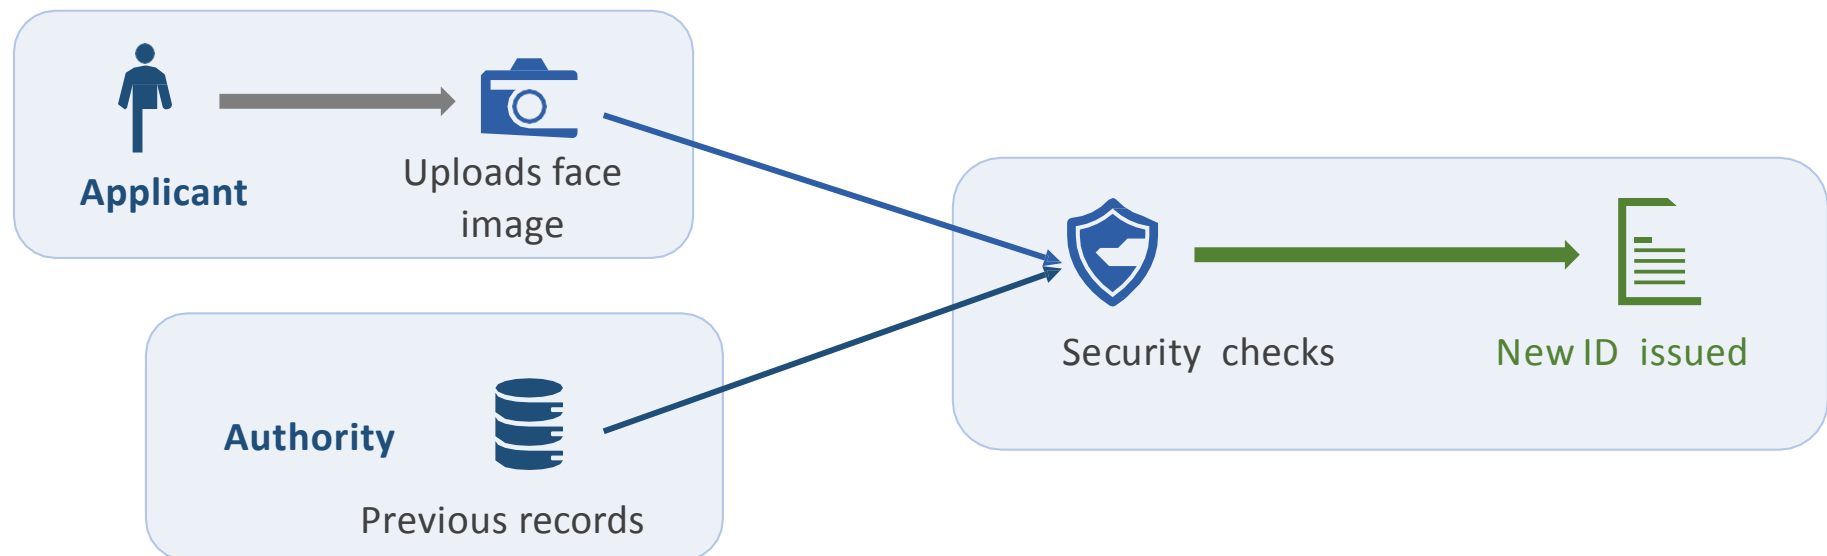 Applicant
Uploads face
image
Authority
Previous records
Security checks
New ID issued